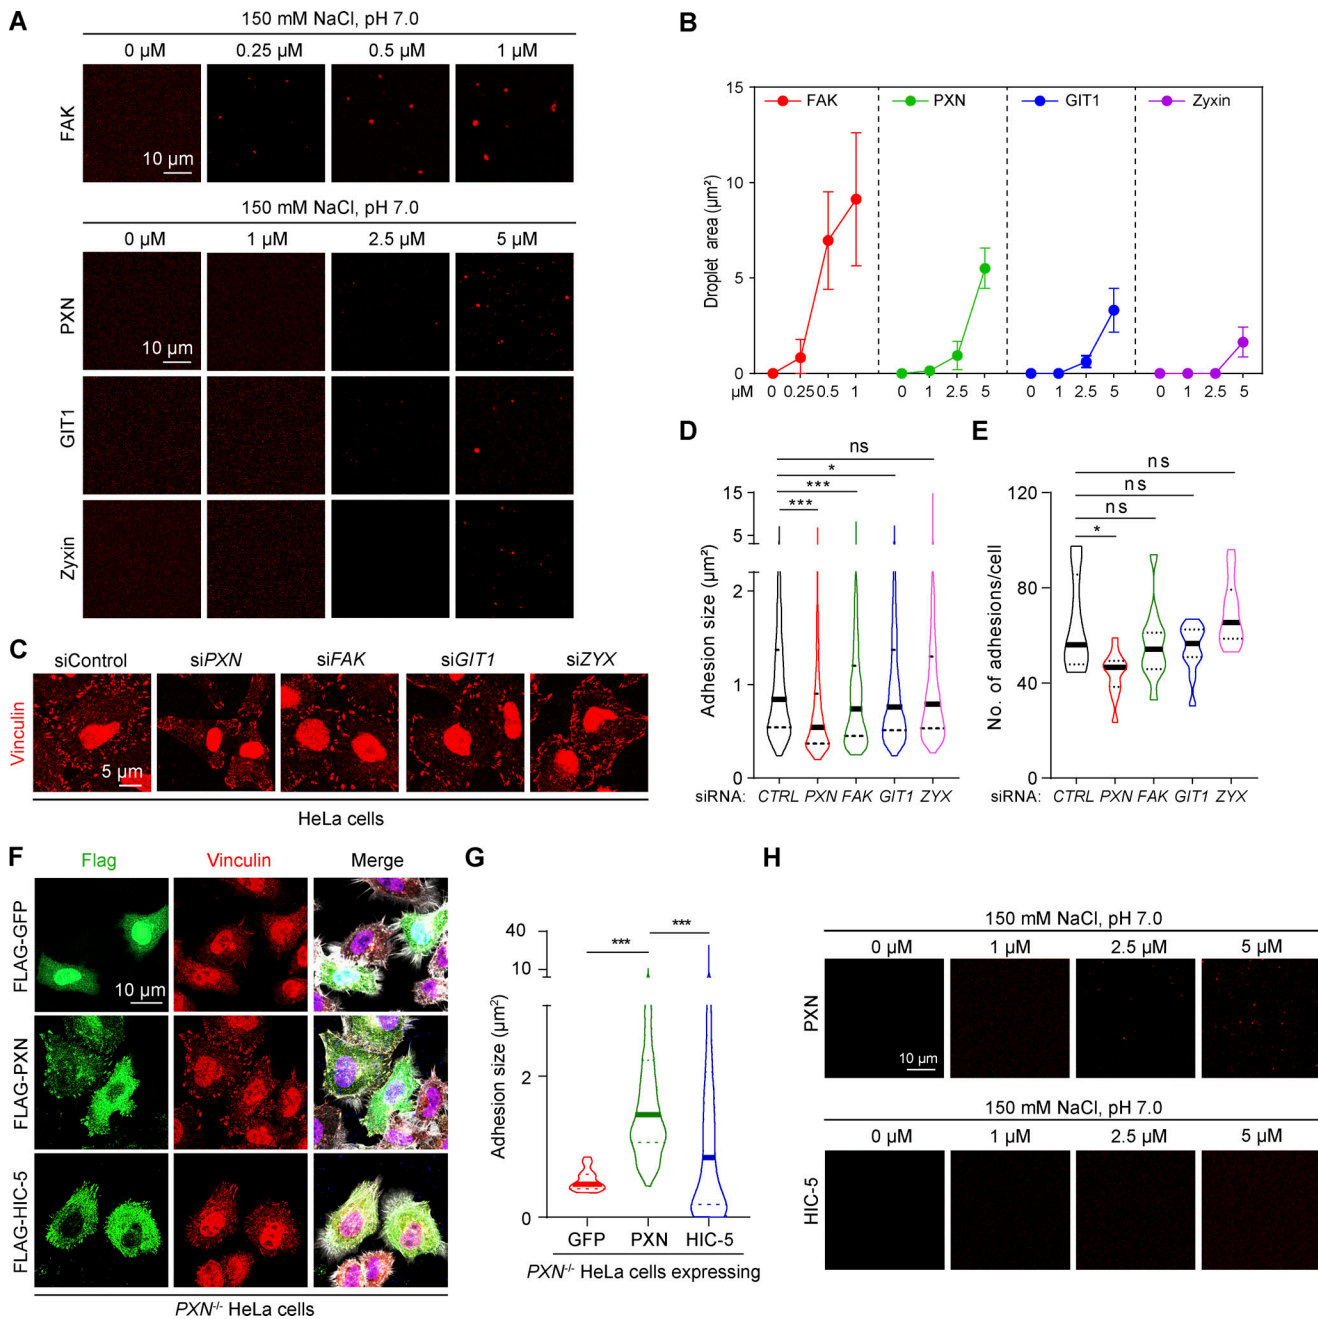 A
150 mM NaCl, pH 7.0
0 µM 0.25 µM 0.5 µM 1 µM
FAK
10 µm
150 mM NaCl, pH 7.0
0 µM 1 µM 2.5 µM 5 µM
PXN
10 µm
GIT1
Zyxin
B
15
10
5
0
Droplet area (µm²)
FAK PXN GIT1 Zyxin
µM 0 0.25 0.5 1 0 1 2.5 5 0 1 2.5 5 0 1 2.5 5
C
siControl siPXN siFAK siGIT1 siZYX
Vinculin
5 µm
HeLa cells
D
ns
*
***
***
15
5
2
1
0
Adhesion size (µm²)
siRNA: CTRL PXN FAK GIT1 ZYX
E
ns
ns
ns
*
120
80
40
0
No. of adhesions/cell
siRNA: CTRL PXN FAK GIT1 ZYX
F
Flag Vinculin Merge
FLAG-GFP
10 µm
FLAG-PXN
FLAG-HIC-5
PXN-/- HeLa cells
G
*** ***
40
10
2
0
Adhesion size (µm²)
GFP PXN HIC-5
PXN-/- HeLa cells expressing
H
150 mM NaCl, pH 7.0
0 µM 1 µM 2.5 µM 5 µM
PXN
10 µm
150 mM NaCl, pH 7.0
0 µM 1 µM 2.5 µM 5 µM
HIC-5